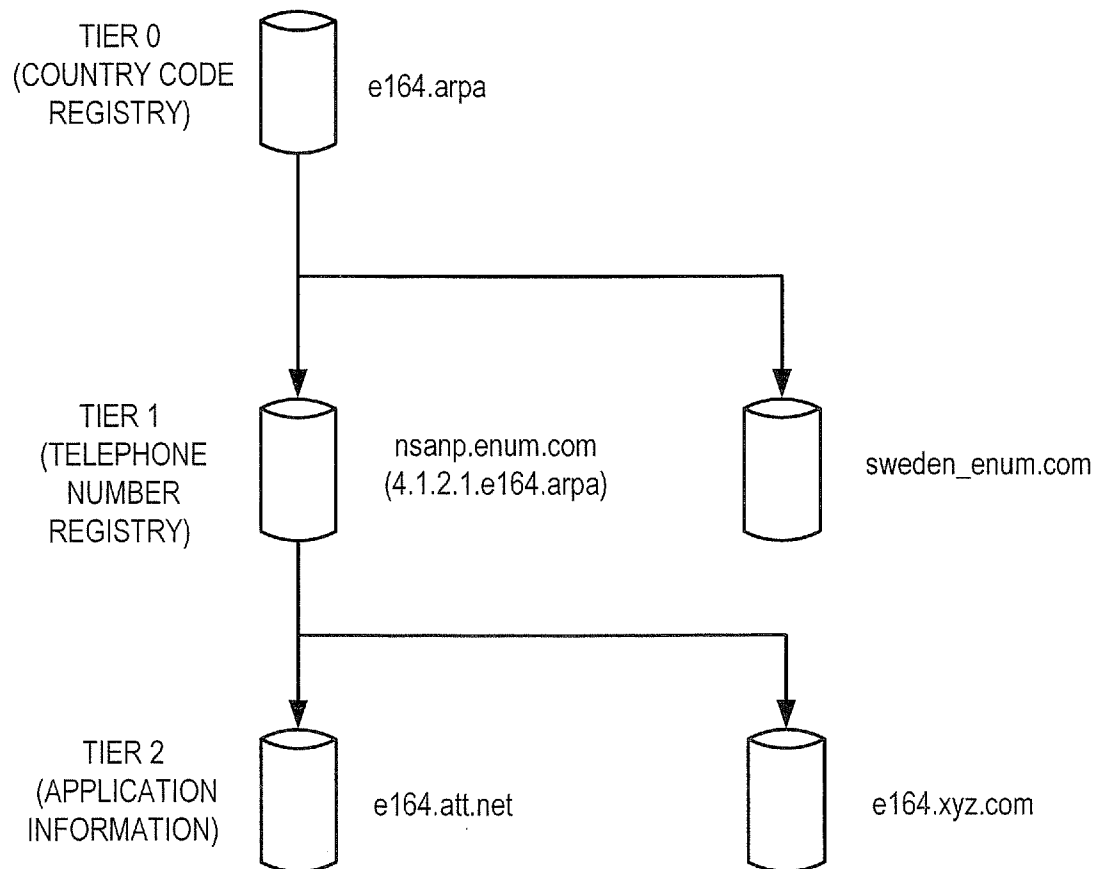 TIER 0
(COUNTRY CODE
REGISTRY)
e164.arpa
TIER 1
(TELEPHONE
NUMBER
REGISTRY)
nsanp.enum.com
(4.1.2.1.e164.arpa)
sweden_enum.com
TIER 2
(APPLICATION
INFORMATION)
e164.att.net
e164.xyz.com